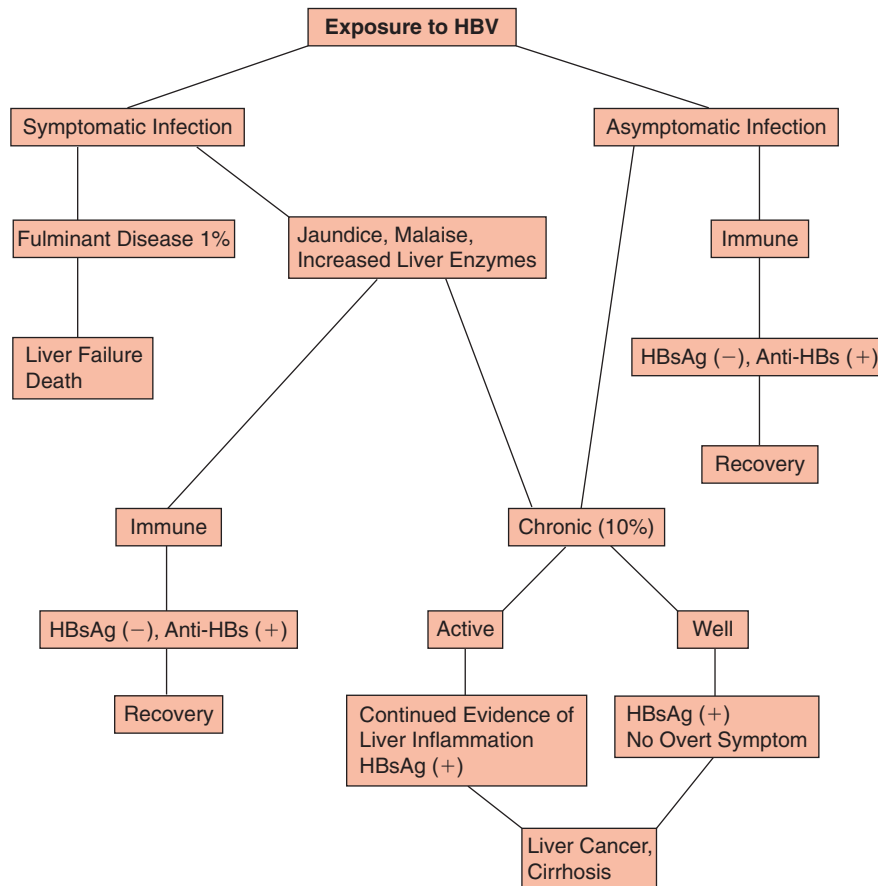 Exposure to HBV
Symptomatic Infection
Asymptomatic Infection
Fulminant Disease 1%
Jaundice, Malaise,
Increased Liver Enzymes
Immune
Liver Failure
Death
HBsAg (−), Anti-HBs (+)
Recovery
Immune
Chronic (10%)
HBsAg (−), Anti-HBs (+)
Active
Well
Recovery
Continued Evidence of
Liver Inflammation
HBsAg (+)
HBsAg (+)
No Overt Symptom
Liver Cancer,
Cirrhosis